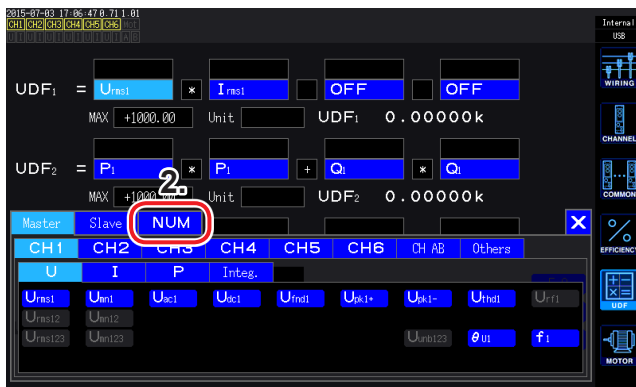 2015-07-03 17:06:47 0.71 1.01
CH1 CH2 CH3 CH4 CH5 CH6 Mot
U I U I U I U I U I U I A B
Internal
USB
WIRING
UDF1 = Urms1 * Irms1 OFF OFF
MAX +1000.00 Unit UDF1 0.00000k
CHANNEL
UDF2 = P1 * P1 + Q1 * Q1
2.
COMMON
MAX Unit UDF2 0.00000k
Master Slave NUM X
EFFICIENC
CH1 CH2 CH3 CH4 CH5 CH6 CH AB Others
U I P Integ.
Urms1 Umn1 Uac1 Udc1 Ufnd1 Upk1+ Upk1- Uthd1 Urf1
UDF
Urms12 Umn12
Urms123 Umn123 Uunb123 θU1 f1
MOTOR